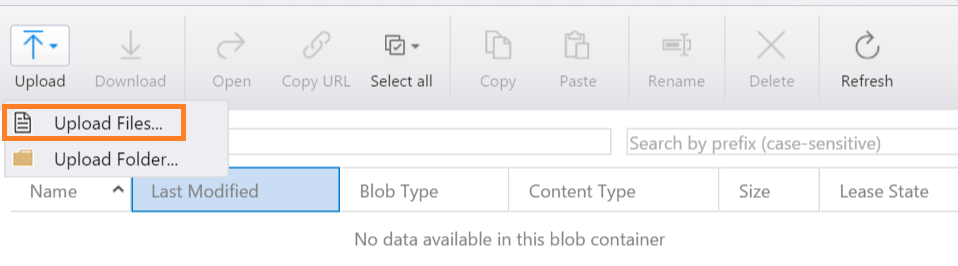 Upload Download Open Copy URL Select all Copy Paste Rename Delete Refresh
Upload Files...
Search by prefix (case-sensitive)
Upload Folder...
Name Last Modified Blob Type Content Type Size Lease State
No data available in this blob container